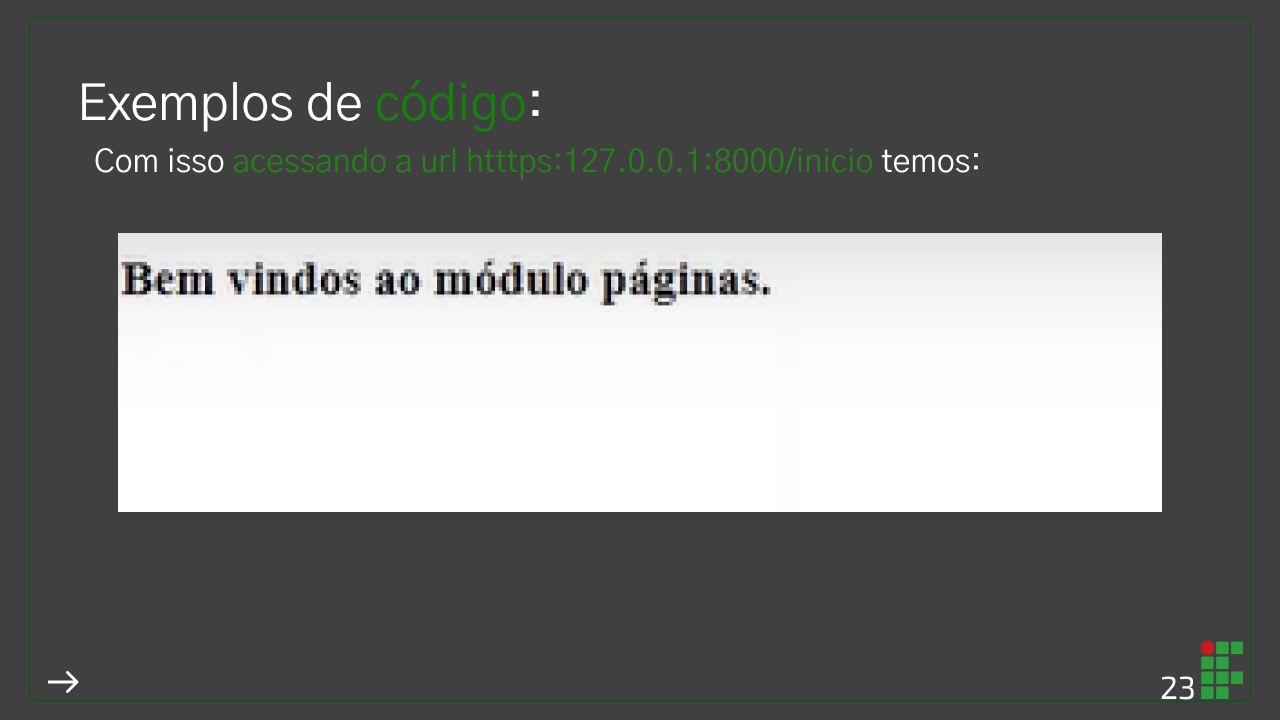 Exemplos de código:
Com isso acessando a url htttps:127.0.0.1:8000/inicio temos:
Bem vindos ao módulo páginas.
23